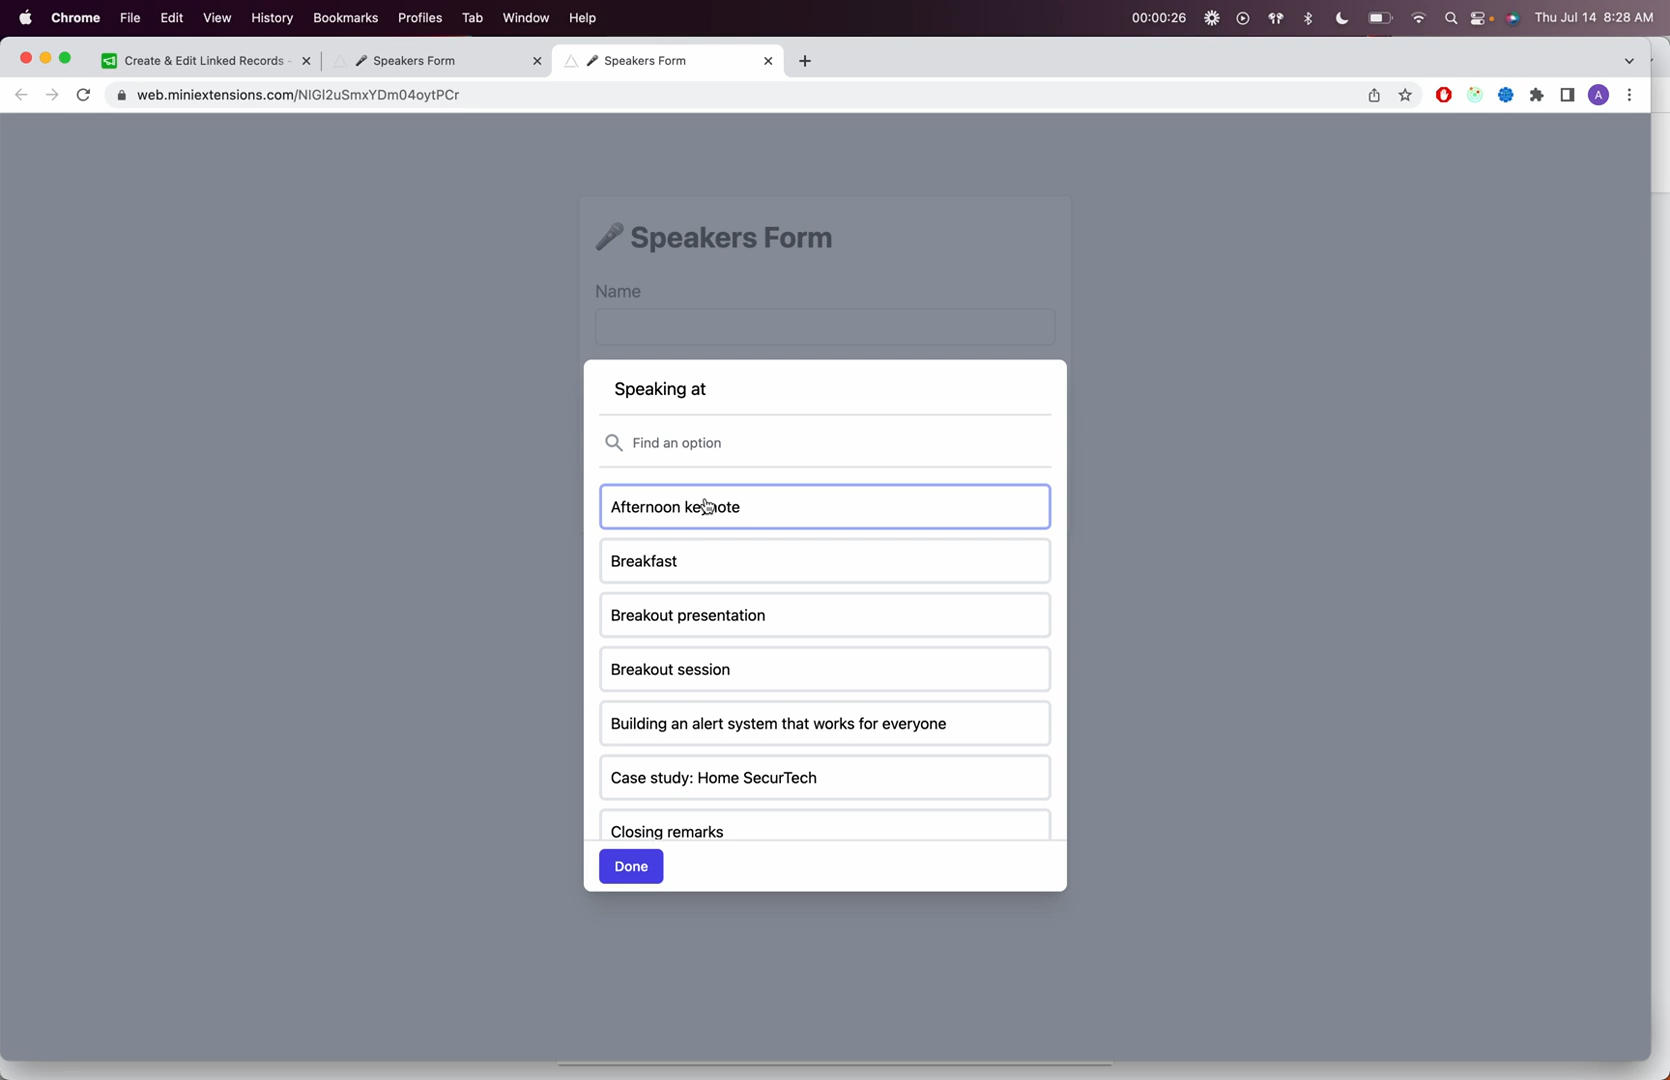 Chrome File Edit View History Bookmarks Profiles Tab Window Help 00:00:26 Thu Jul 14 8:28 AM
Create & Edit Linked Records - Speakers Form Speakers Form
web.miniextensions.com/NIGI2uSmxYDm04oytPCr A
Speakers Form
Name
Speaking at
Find an option
Afternoon keynote
Breakfast
Breakout presentation
Breakout session
Building an alert system that works for everyone
Case study: Home SecurTech
Closing remarks
Done